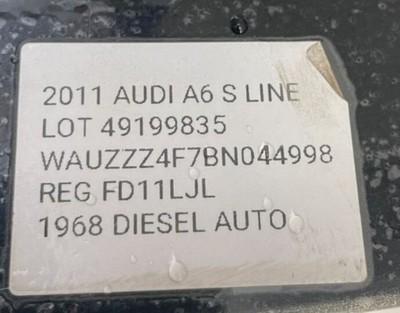 2011 AUDI A6 S LINE
LOT 49199835
WAUZZZ4F7BN044998
REG FD11LJL
1968 DIESEL AUTO